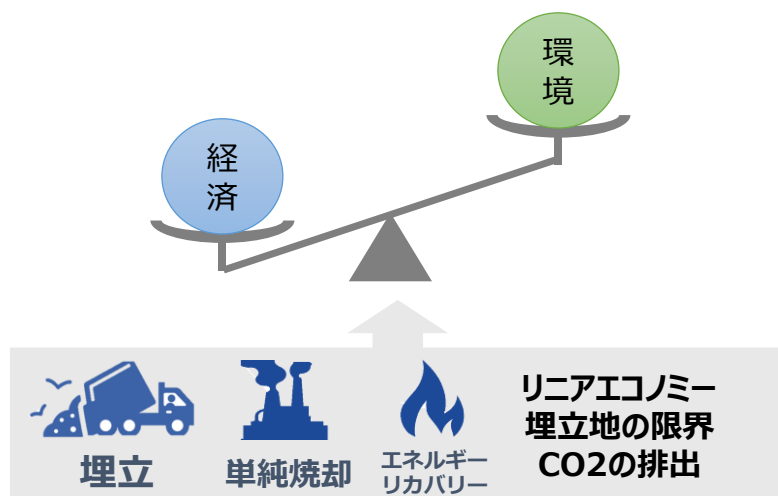 環
境
経
済
リニアエコノミー
埋立地の限界
CO2の排出
埋立
単純焼却
エネルギー
リカバリー